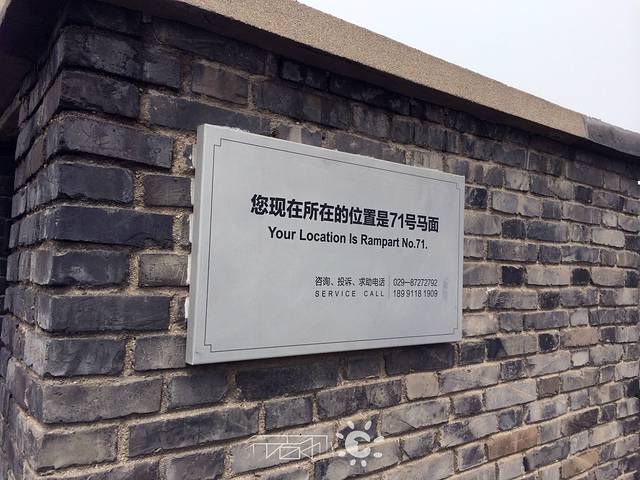 您现在所在的位置是71号马面
Your Location Is Rampart No.71.
咨询、投诉、求助电话 029—87272792
SERVICE CALL 189 9118 1909